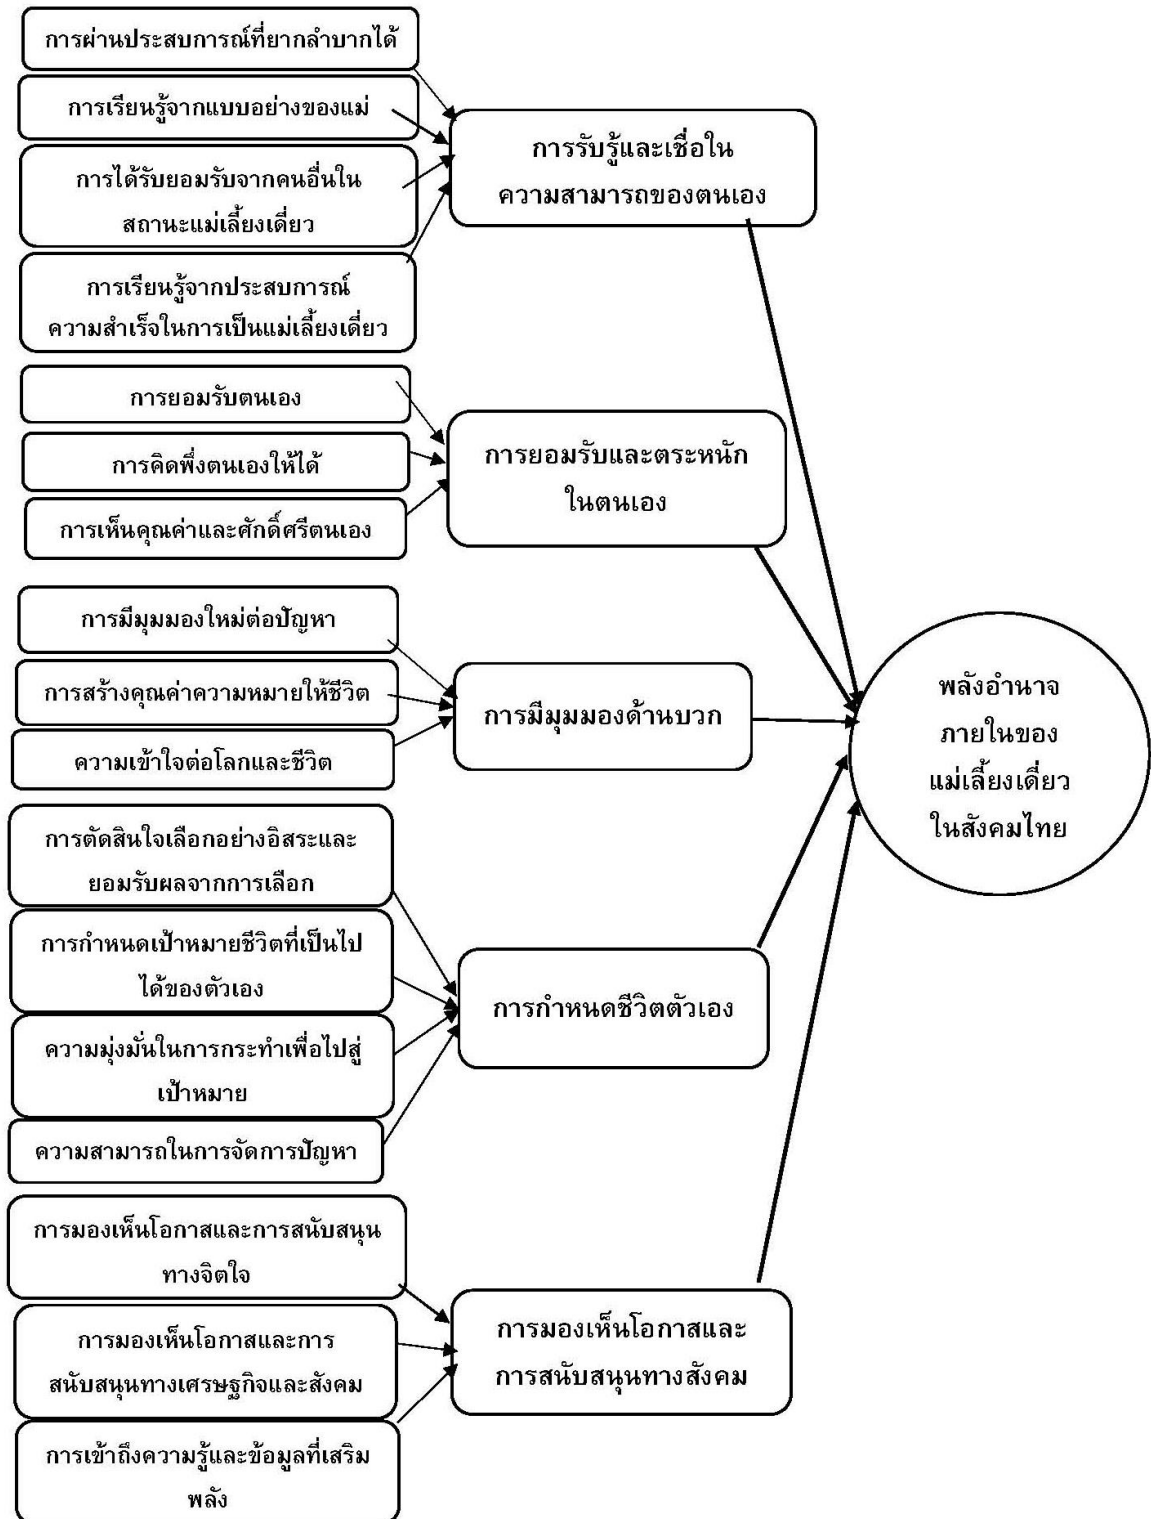 การผ่านประสบการณ์ที่ยากลำบากได้
การเรียนรู้จากแบบอย่างของแม่
การได้รับยอมรับจากคนอื่นใน
สถานะแม่เลี้ยงเดี่ยว
การเรียนรู้จากประสบการณ์
ความสำเร็จในการเป็นแม่เลี้ยงเดี่ยว
การรับรู้และเชื่อใน
ความสามารถของตนเอง
การยอมรับตนเอง
การคิดพึ่งตนเองให้ได้
การเห็นคุณค่าและศักดิ์ศรีตนเอง
การยอมรับและตระหนัก
ในตนเอง
การมีมุมมองใหม่ต่อปัญหา
การสร้างคุณค่าความหมายให้ชีวิต
ความเข้าใจต่อโลกและชีวิต
การมีมุมมองด้านบวก
การตัดสินใจเลือกอย่างอิสระและ
ยอมรับผลจากการเลือก
การกำหนดเป้าหมายชีวิตที่เป็นไป
ได้ของตัวเอง
ความมุ่งมั่นในการกระทำเพื่อไปสู่
เป้าหมาย
ความสามารถในการจัดการปัญหา
การกำหนดชีวิตตัวเอง
การมองเห็นโอกาสและการสนับสนุน
ทางจิตใจ
การมองเห็นโอกาสและการ
สนับสนุนทางเศรษฐกิจและสังคม
การเข้าถึงความรู้และข้อมูลที่เสริม
พลัง
การมองเห็นโอกาสและ
การสนับสนุนทางสังคม
พลังอำนาจ
ภายในของ
แม่เลี้ยงเดี่ยว
ในสังคมไทย